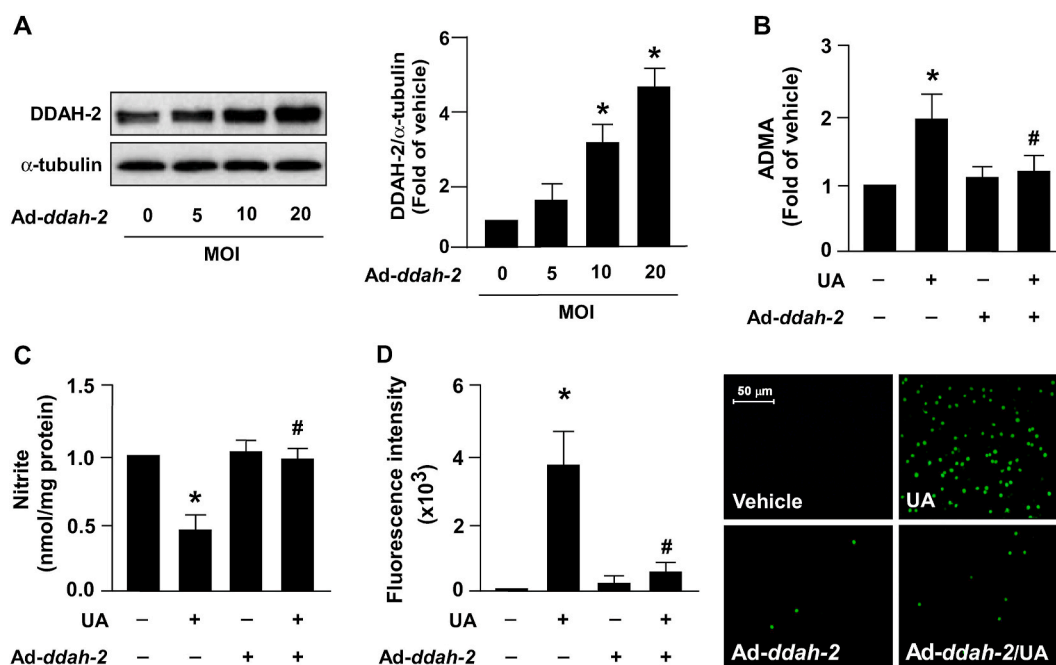 A
DDAH-2
α-tubulin
Ad-ddah-2 0 5 10 20
MOI
DDAH-2/α-tubulin
(Fold of vehicle)
6
4
2
0
* *
Ad-ddah-2 0 5 10 20
MOI
B
ADMA
(Fold of vehicle)
3
2
1
0
* #
UA – + – +
Ad-ddah-2 – – + +
C
Nitrite
(nmol/mg protein)
1.5
1.0
0.5
0.0
* #
UA – + – +
Ad-ddah-2 – – + +
D
Fluorescence intensity
(x10³)
6
4
2
0
* #
UA – + – +
Ad-ddah-2 – – + +
50 μm
Vehicle
UA
Ad-ddah-2
Ad-ddah-2/UA